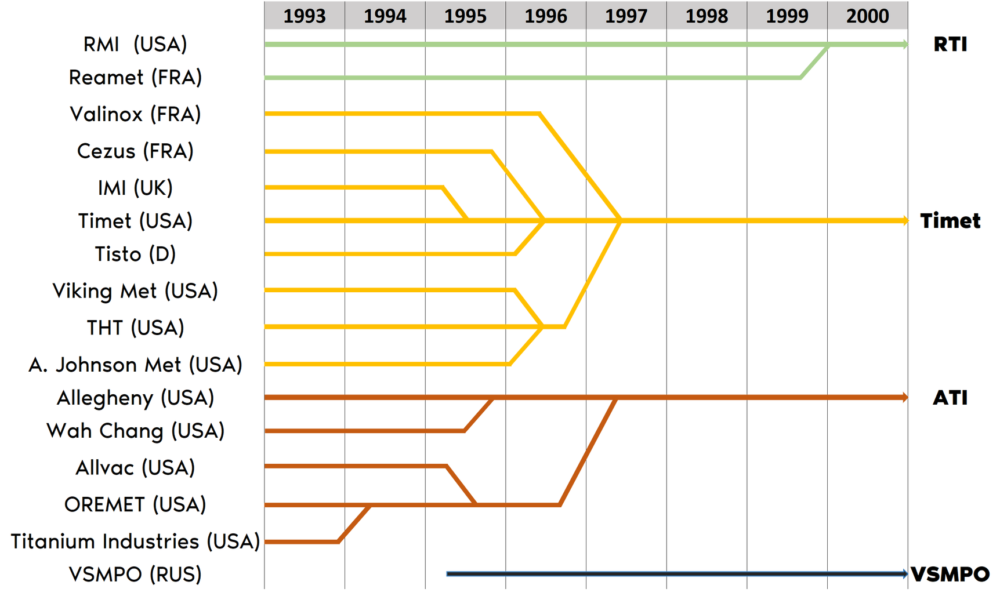 1993 1994 1995 1996 1997 1998 1999 2000
RMI (USA) RTI
Reamet (FRA)
Valinox (FRA)
Cezus (FRA)
IMI (UK)
Timet (USA) Timet
Tisto (D)
Viking Met (USA)
THT (USA)
A. Johnson Met (USA)
Allegheny (USA) ATI
Wah Chang (USA)
Allvac (USA)
OREMET (USA)
Titanium Industries (USA)
VSMPO (RUS) VSMPO